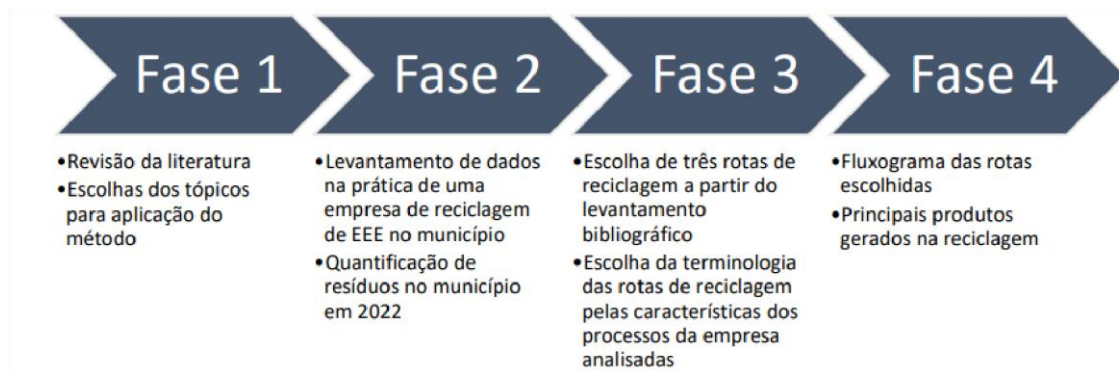 Fase 1
•Revisão da literatura
•Escolhas dos tópicos
para aplicação do
método
Fase 2
•Levantamento de dados
na prática de uma
empresa de reciclagem
de EEE no município
•Quantificação de
resíduos no município
em 2022
Fase 3
•Escolha de três rotas de
reciclagem a partir do
levantamento
bibliográfico
•Escolha da terminologia
das rotas de reciclagem
pelas características dos
processos da empresa
analisadas
Fase 4
•Fluxograma das rotas
escolhidas
•Principais produtos
gerados na reciclagem